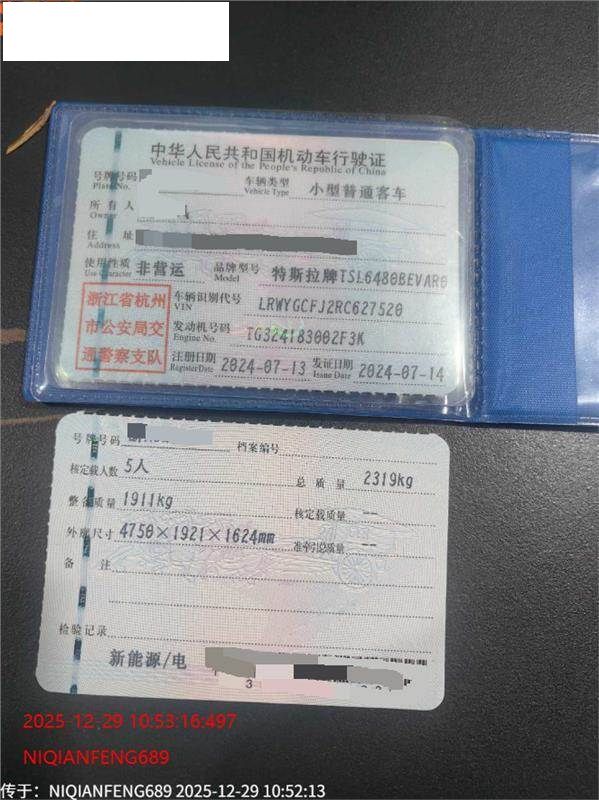 中华人民共和国机动车行驶证
Vehicle License of the People's Republic of China
号牌号码
Plate No.
车辆类型 小型普通客车
Vehicle Type
所有人
Owner
住址
Address
使用性质 非营运
Use Character
品牌型号 特斯拉牌TSL6480BEVAR0
Model
浙江省杭州
市公安局交
通警察支队
车辆识别代号 LRWYGCFJ2RC627520
VIN
发动机号码 TG324183002F3K
Engine No.
注册日期 2024-07-13 发证日期 2024-07-14
Register Date Issue Date
号牌号码 档案编号
核定载人数 5人 总质量 2319kg
整备质量 1911kg 核定载质量 --
外廓尺寸 4750×1921×1624mm 准牵引总质量 --
备注
检验记录
新能源/电
3
2025-12-29 10:53:16:497
NIQIANFENG689
传于：NIQIANFENG689 2025-12-29 10:52:13